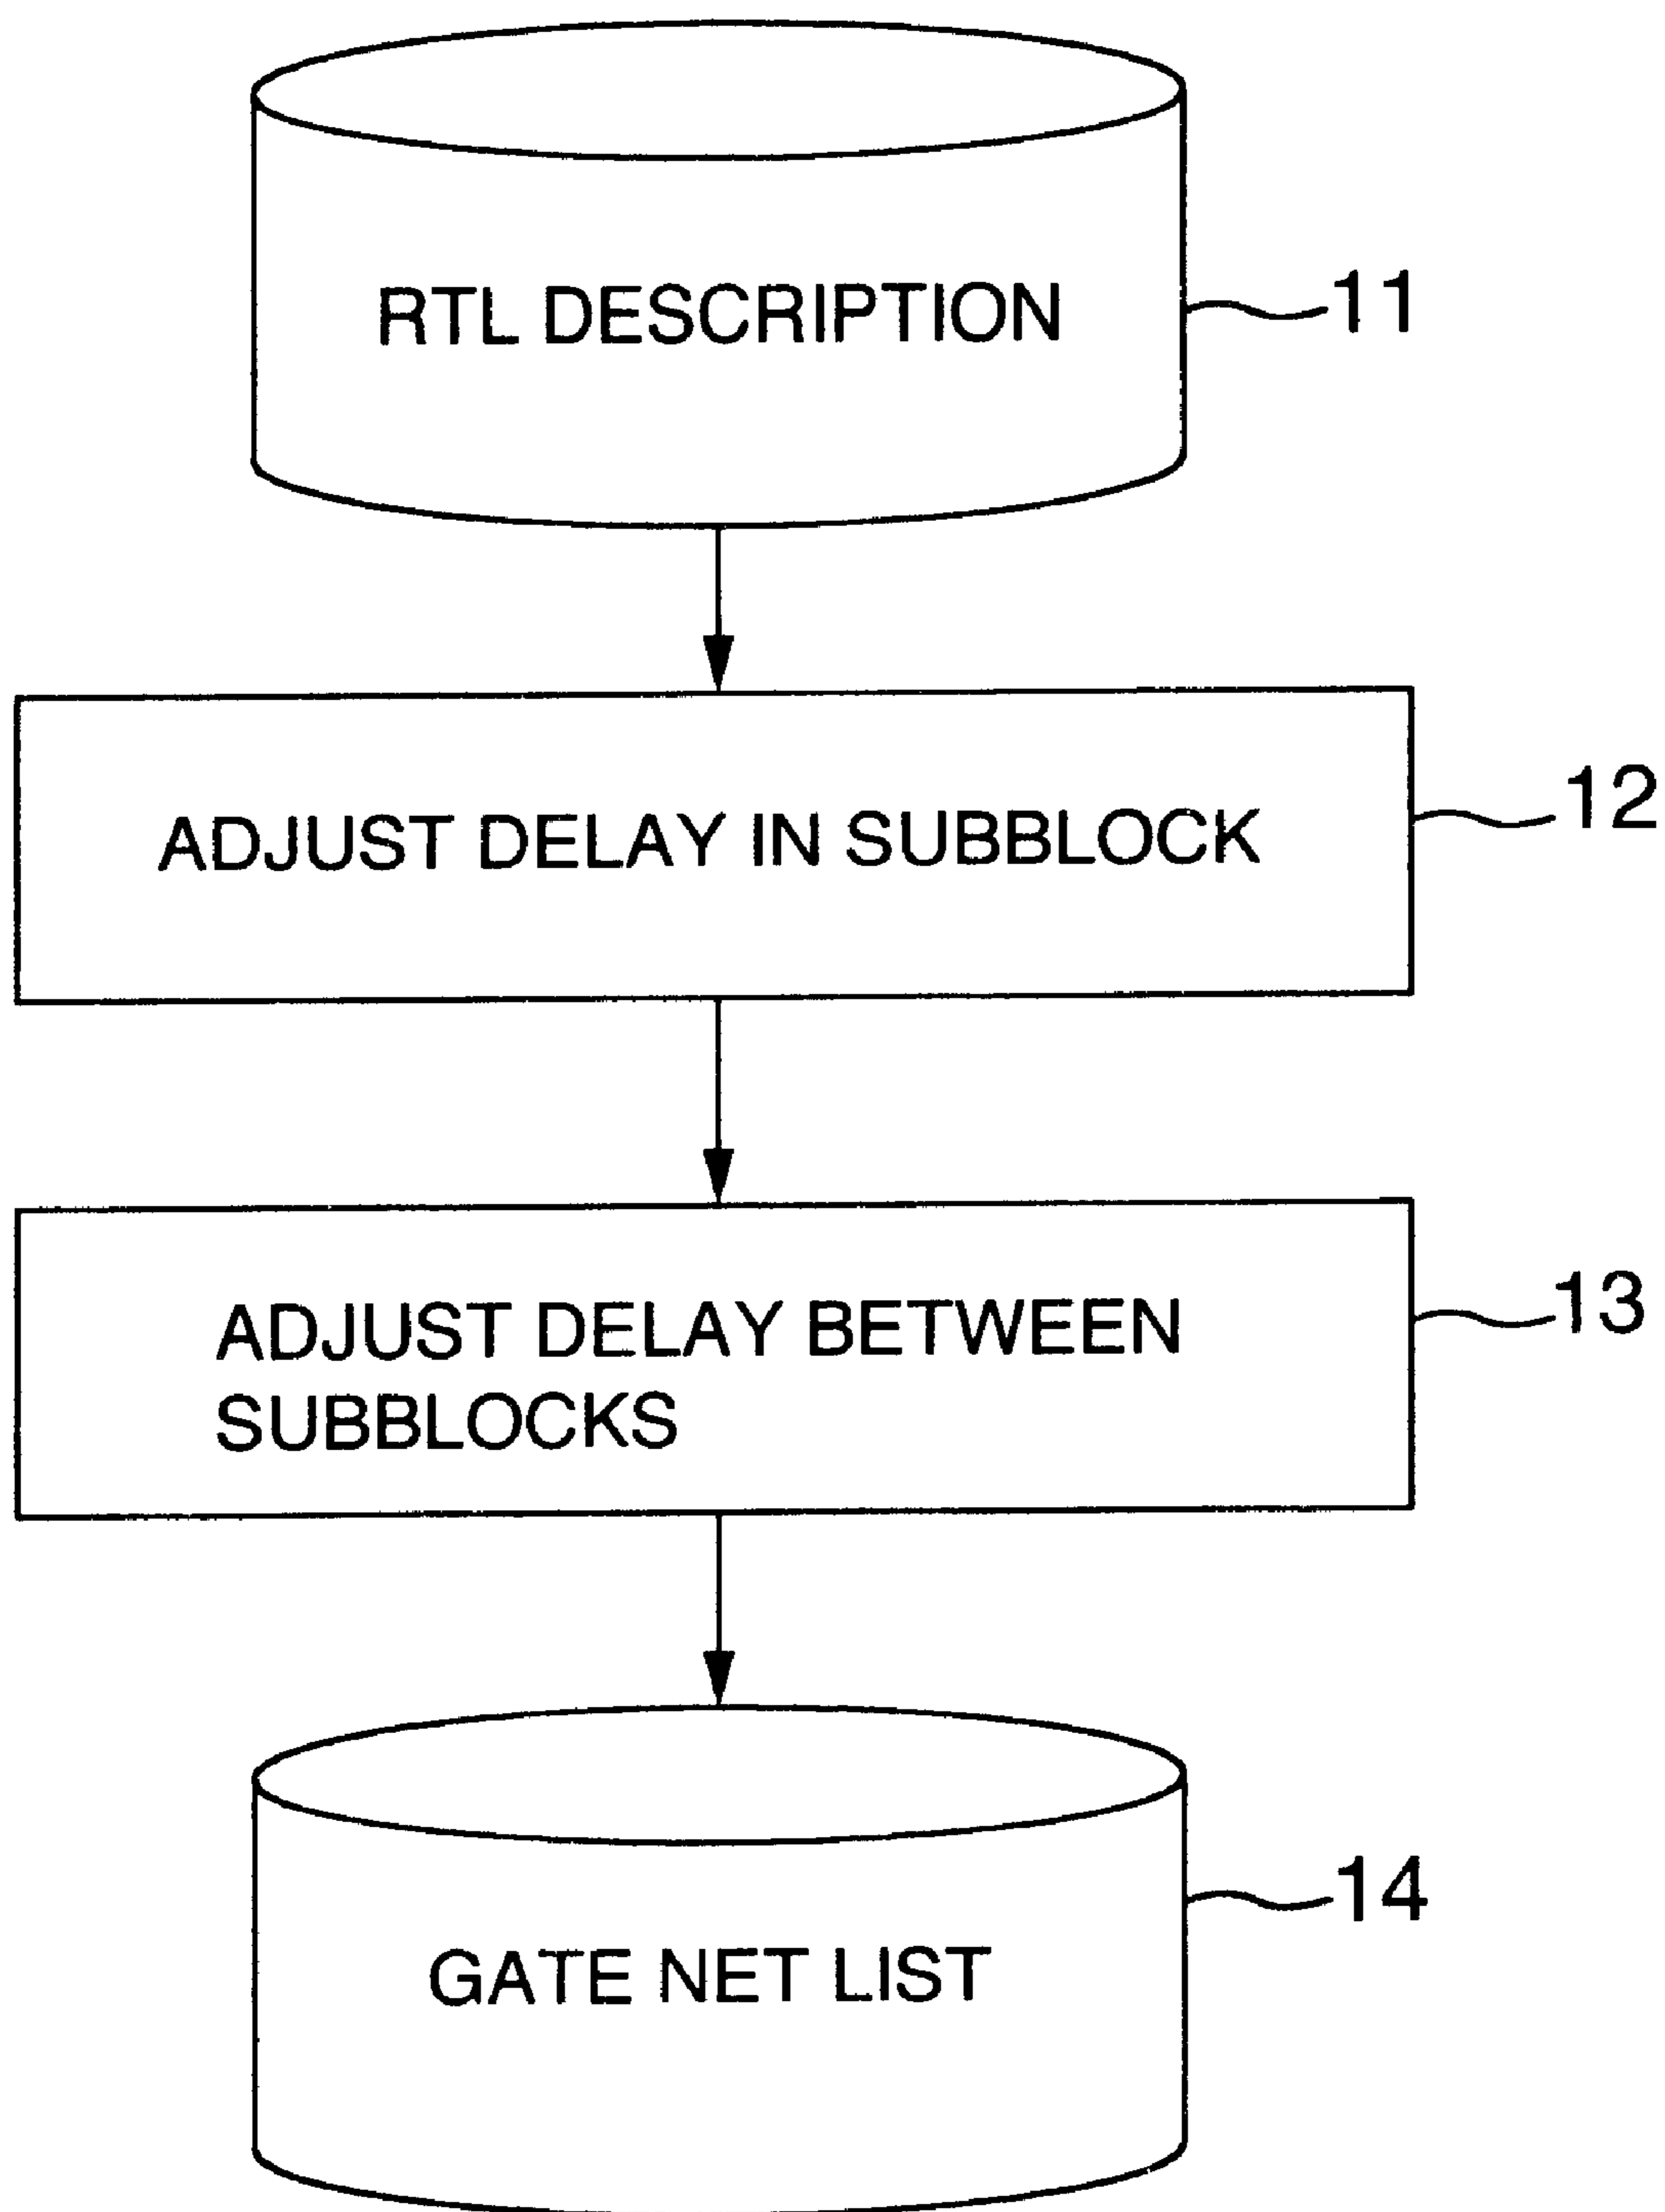 RTL DESCRIPTION
11
ADJUST DELAY IN SUBBLOCK
12
ADJUST DELAY BETWEEN
SUBBLOCKS
13
GATE NET LIST
14